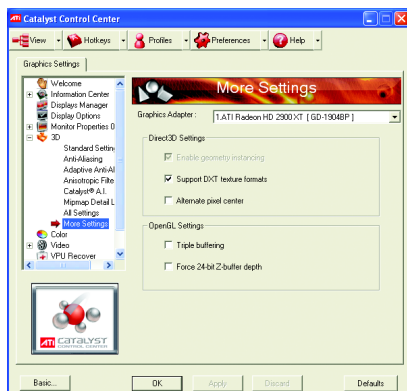 ATI Catalyst Control Center
View
Hotkeys
Profiles
Preferences
Help
Graphics Settings
Welcome
Information Center
Displays Manager
Display Options
Monitor Properties 0
3D
Standard Settin
Anti-Aliasing
Adaptive Anti-Al
Anisotropic Filte
Catalyst® A.I.
Mipmap Detail L
All Settings
More Settings
Color
Video
VPU Recover
More Settings
Graphics Adapter :
1.ATI Radeon HD 2900 XT [ GD-1904BP ]
Direct3D Settings
Enable geometry instancing
Support DXT texture formats
Alternate pixel center
OpenGL Settings
Triple buffering
Force 24-bit Z-buffer depth
ATI CATALYST
CONTROL CENTER
Basic...
OK
Apply
Discard
Defaults